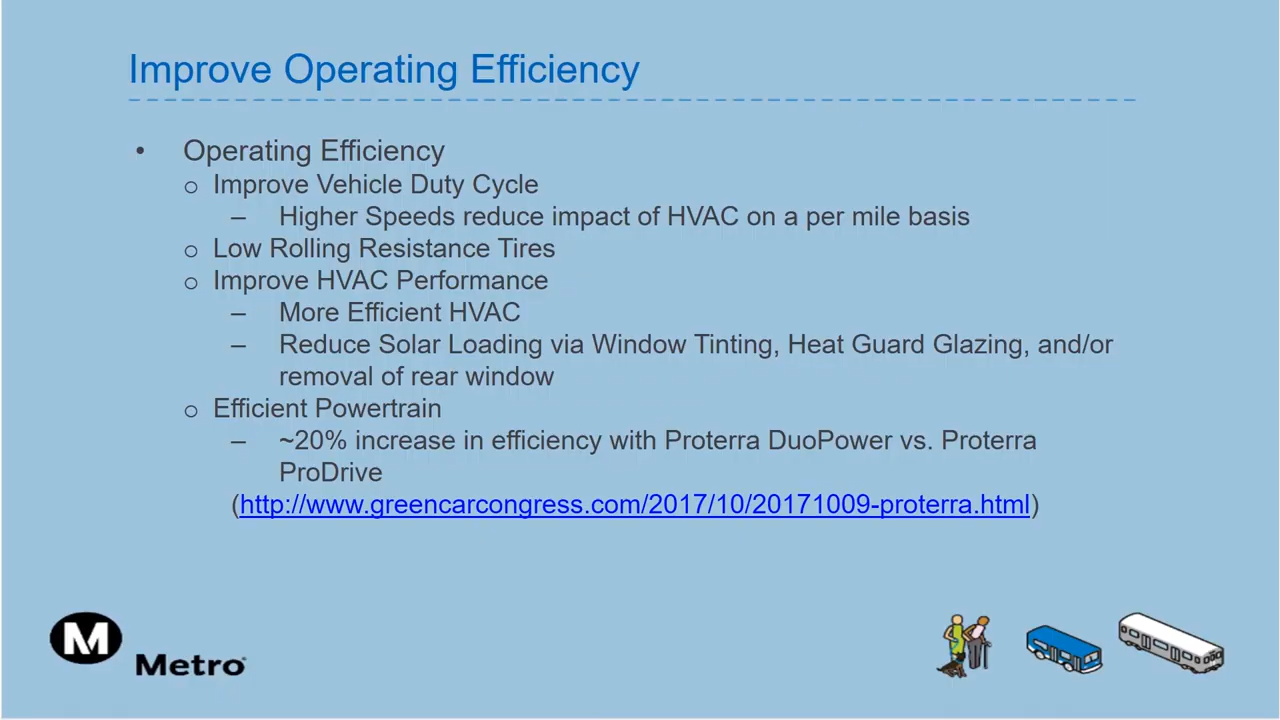 Improve Operating Efficiency
• Operating Efficiency
o Improve Vehicle Duty Cycle
– Higher Speeds reduce impact of HVAC on a per mile basis
o Low Rolling Resistance Tires
o Improve HVAC Performance
– More Efficient HVAC
– Reduce Solar Loading via Window Tinting, Heat Guard Glazing, and/or
removal of rear window
o Efficient Powertrain
– ~20% increase in efficiency with Proterra DuoPower vs. Proterra
ProDrive
(http://www.greencarcongress.com/2017/10/20171009-proterra.html)
M
Metro